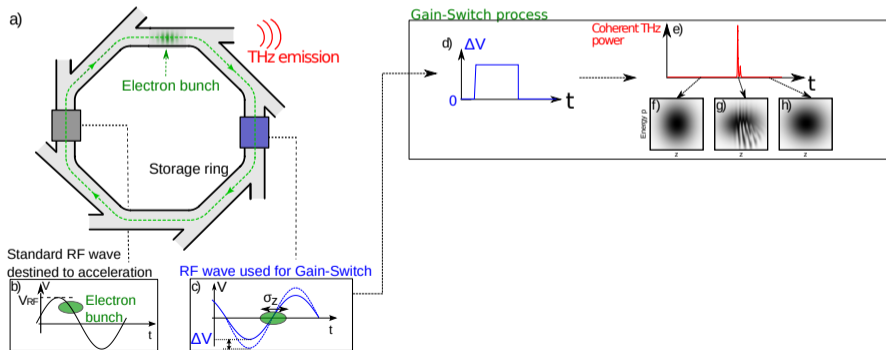 a)
THz emission
Electron bunch
Storage ring
Standard RF wave
destined to acceleration
b)
V
VRF
Electron
bunch
t
RF wave used for Gain-Switch
c)
V
σz
ΔV
t
Gain-Switch process
d)
ΔV
0
t
Coherent THz
power
e)
t
f)
g)
h)
Energy p
z
z
z